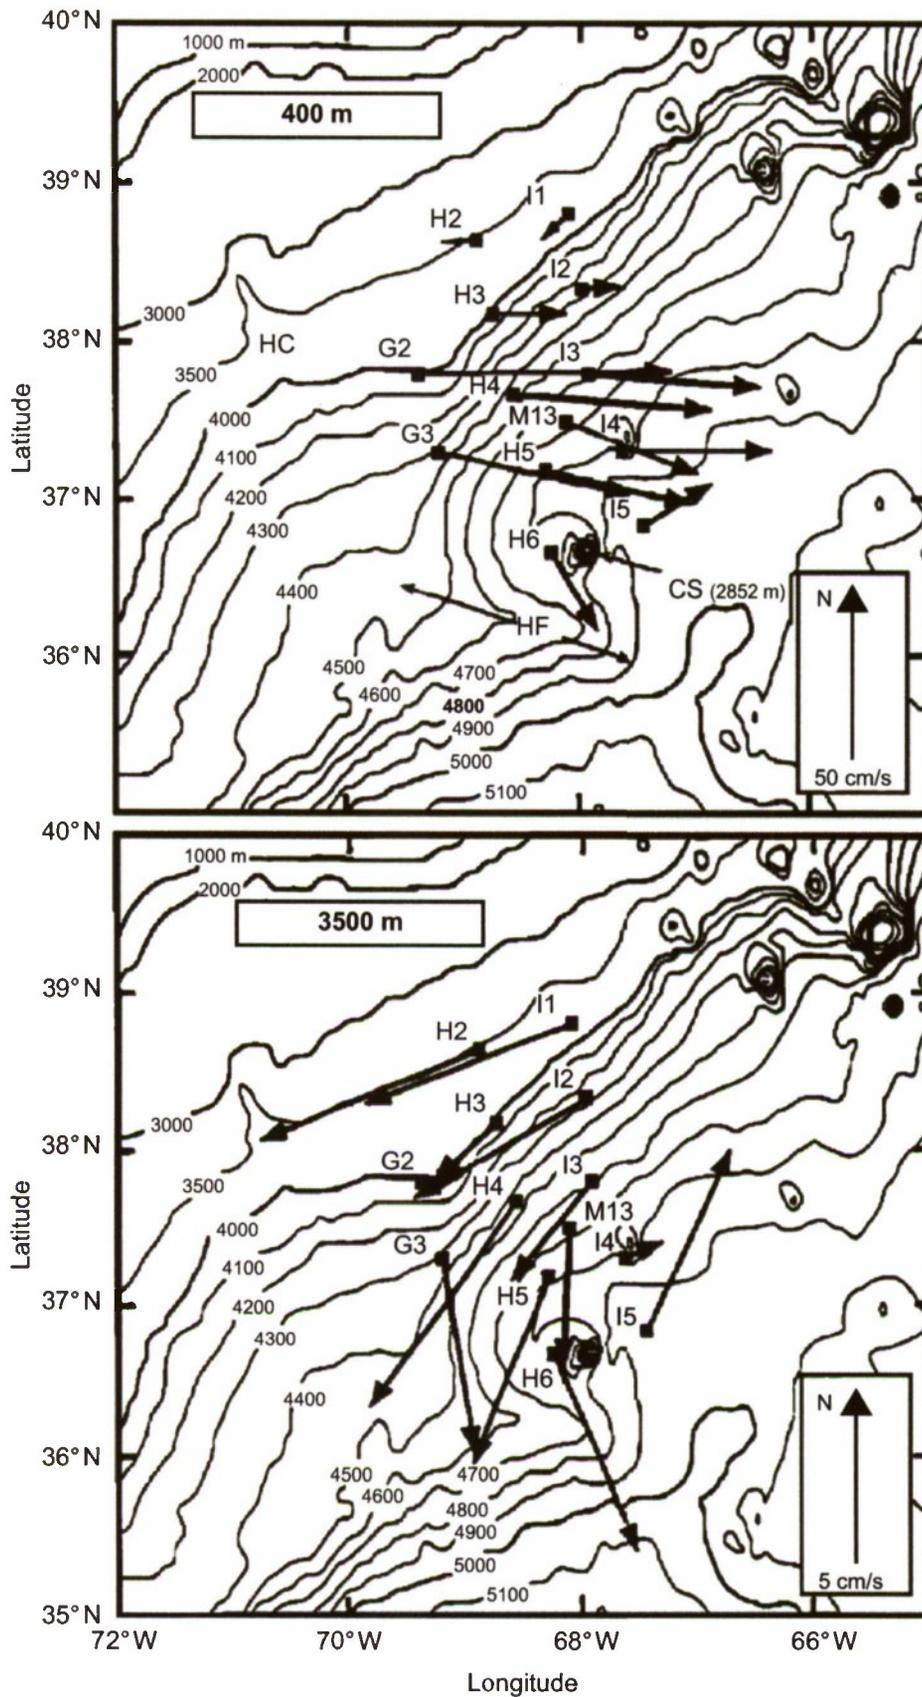 40°N
1000 m
2000
400 m
39°N
I1
H2
I2
H3
3000
38°N
HC
G2
I3
3500
H4
4000
M13
I4
G3
H5
4100
37°N
4200
I5
4300
H6
4400
CS (2852 m)
N
HF
36°N
4500
4700
4600
4800
4900
5000
50 cm/s
5100
Latitude
40°N
1000 m
2000
3500 m
39°N
I1
H2
I2
H3
3000
38°N
G2
I3
3500
H4
M13
4000
G3
I4
4100
37°N
H5
4200
I5
4300
H6
4400
N
36°N
4500
4700
4600
4800
4900
5000
5 cm/s
5100
35°N
Latitude
72°W
70°W
68°W
66°W
Longitude